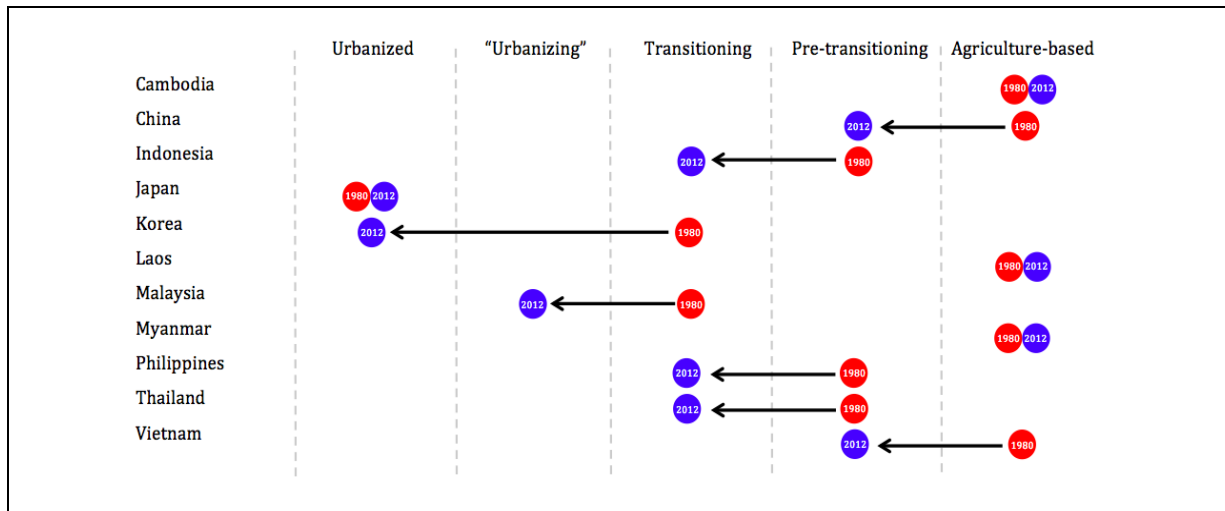 Urbanized “Urbanizing” Transitioning Pre-transitioning Agriculture-based
Cambodia 1980 2012
China 2012 1980
Indonesia 2012 1980
Japan 1980 2012
Korea 2012 1980
Laos 1980 2012
Malaysia 2012 1980
Myanmar 1980 2012
Philippines 2012 1980
Thailand 2012 1980
Vietnam 2012 1980